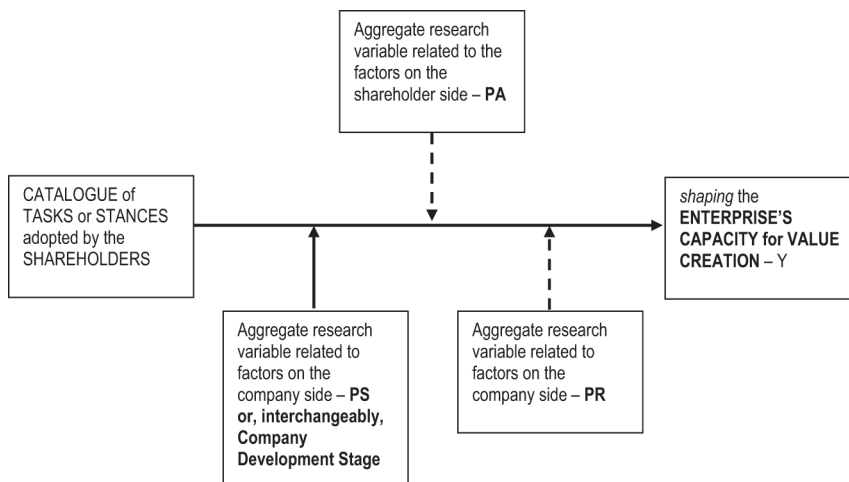 Aggregate research
variable related to the
factors on the
shareholder side – PA
CATALOGUE of
TASKS or STANCES
adopted by the
SHAREHOLDERS
shaping the
ENTERPRISE'S
CAPACITY for VALUE
CREATION – Y
Aggregate research
variable related to
factors on the
company side – PS
or, interchangeably,
Company
Development Stage
Aggregate research
variable related to
factors on the
company side – PR